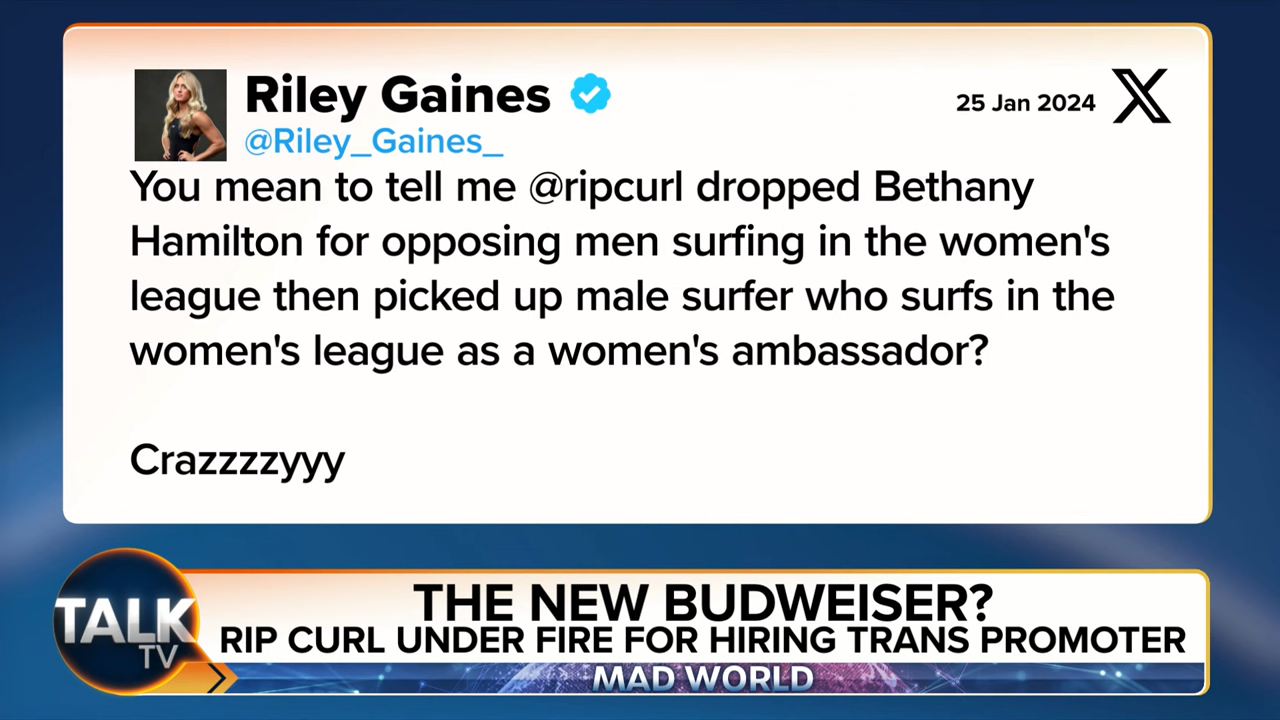 Riley Gaines
@Riley_Gaines_
25 Jan 2024
You mean to tell me @ripcurl dropped Bethany
Hamilton for opposing men surfing in the women's
league then picked up male surfer who surfs in the
women's league as a women's ambassador?
Crazzzzyyy
THE NEW BUDWEISER?
RIP CURL UNDER FIRE FOR HIRING TRANS PROMOTER
MAD WORLD
TALK
TV